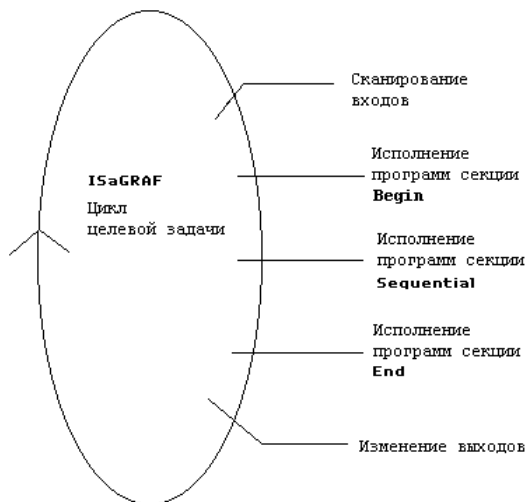 Сканирование
входов
Исполнение
программ секции
Begin
ISaGRAF
Цикл
целевой задачи
Исполнение
программ секции
Sequential
Исполнение
программ секции
End
Изменение выходов